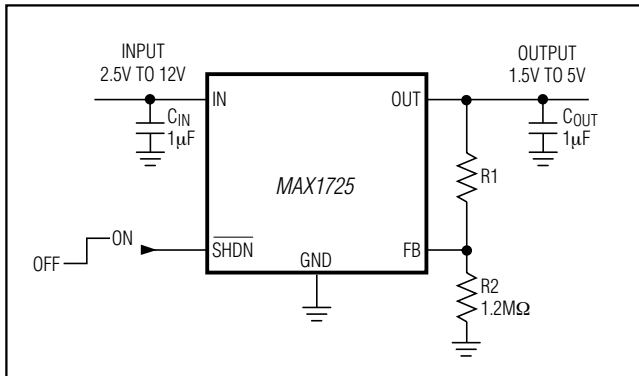 INPUT
2.5V TO 12V
OUTPUT
1.5V TO 5V
IN
OUT
CIN
1μF
COUT
1μF
MAX1725
R1
OFF
ON
SHDN
GND
FB
R2
1.2MΩ